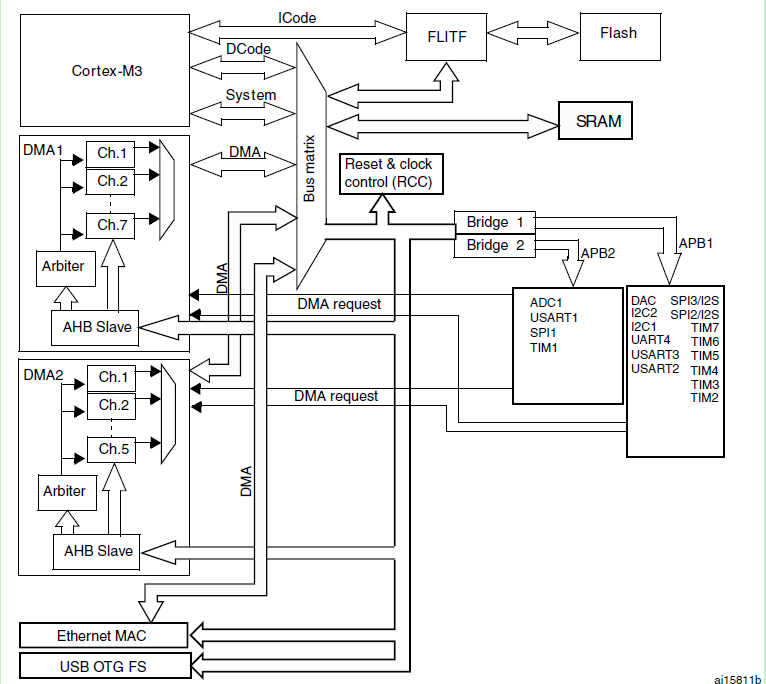 ICode
Cortex-M3
FLITF
Flash
DCode
System
DMA
Bus matrix
SRAM
Reset & clock
control (RCC)
DMA1
Ch.1
Ch.2
Ch.7
Arbiter
AHB Slave
DMA
Bridge 1
Bridge 2
APB2
APB1
DMA request
ADC1
USART1
SPI1
TIM1
DAC SPI3/I2S
I2C2 SPI2/I2S
I2C1 TIM7
UART4 TIM6
USART3 TIM5
USART2 TIM4
TIM3
TIM2
DMA2
Ch.1
Ch.2
Ch.5
Arbiter
AHB Slave
DMA request
DMA
Ethernet MAC
USB OTG FS
ai15811b